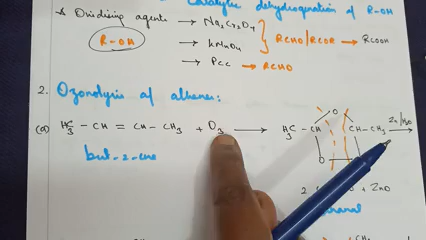 Catalytic dehydrogenation of R-OH
* Oxidising agents → Na₂Cr₂O₇
R-OH → KMnO₄ } RCHO/RCOR → RCOOH
→ PCC → RCHO
2. Ozonolysis of alkenes:
(a) H₃C - CH = CH - CH₃ + O₃ → H₃C - CH O CH - CH₃ Zn/H₂O →
but-2-ene O
2 + ZnO
anal